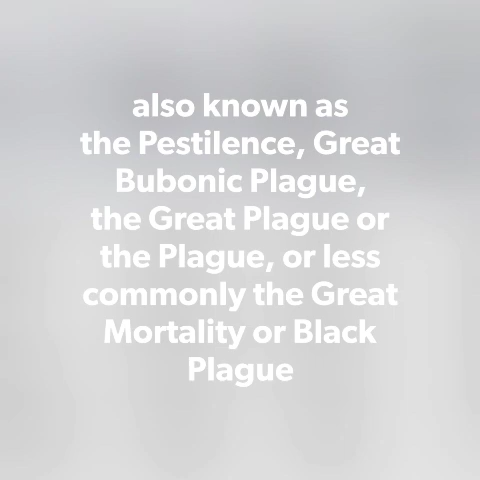 also known as
the Pestilence, Great
Bubonic Plague,
the Great Plague or
the Plague, or less
commonly the Great
Mortality or Black
Plague